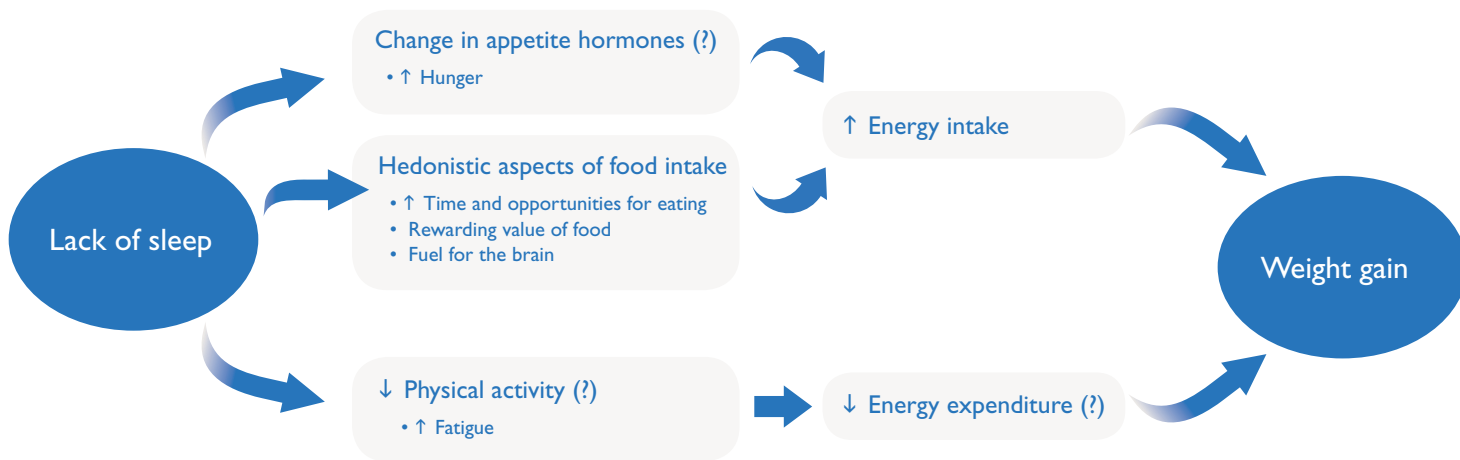 Lack of sleep
Change in appetite hormones (?)
• ↑ Hunger
Hedonistic aspects of food intake
• ↑ Time and opportunities for eating
• Rewarding value of food
• Fuel for the brain
↓ Physical activity (?)
• ↑ Fatigue
↑ Energy intake
↓ Energy expenditure (?)
Weight gain